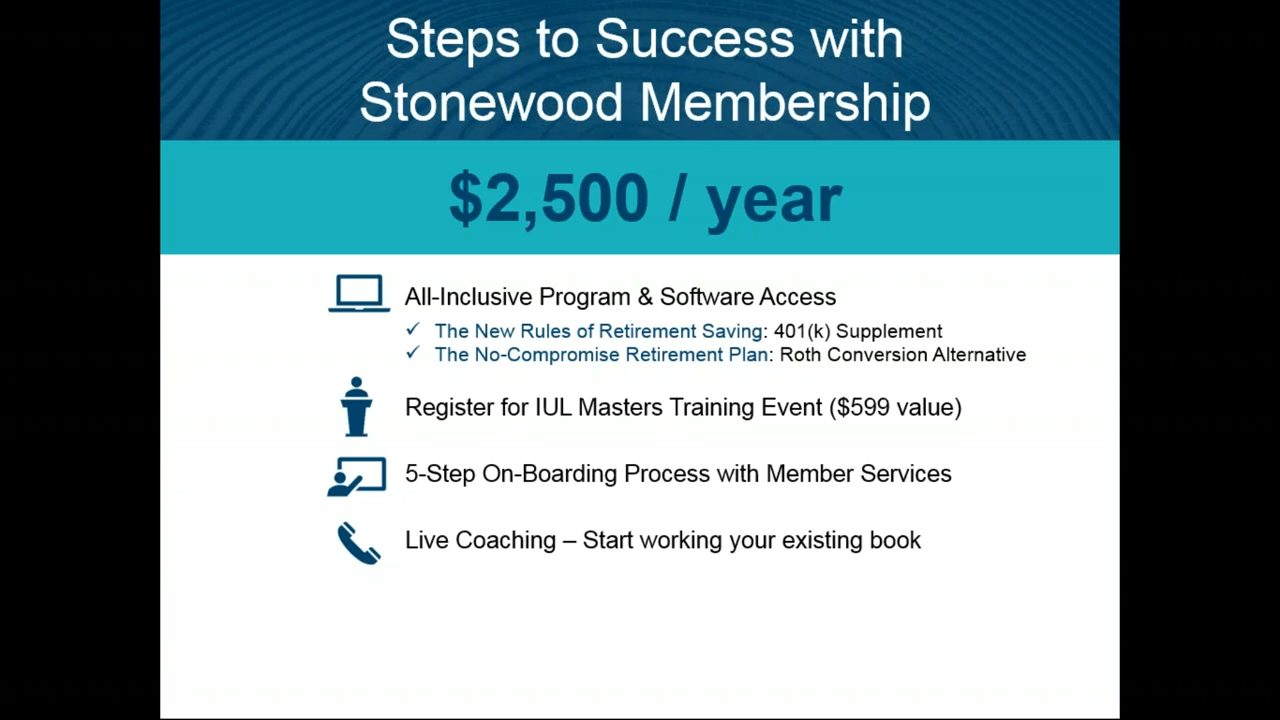 Steps to Success with
Stonewood Membership
$2,500 / year
All-Inclusive Program & Software Access
✓ The New Rules of Retirement Saving: 401(k) Supplement
✓ The No-Compromise Retirement Plan: Roth Conversion Alternative
Register for IUL Masters Training Event ($599 value)
5-Step On-Boarding Process with Member Services
Live Coaching – Start working your existing book